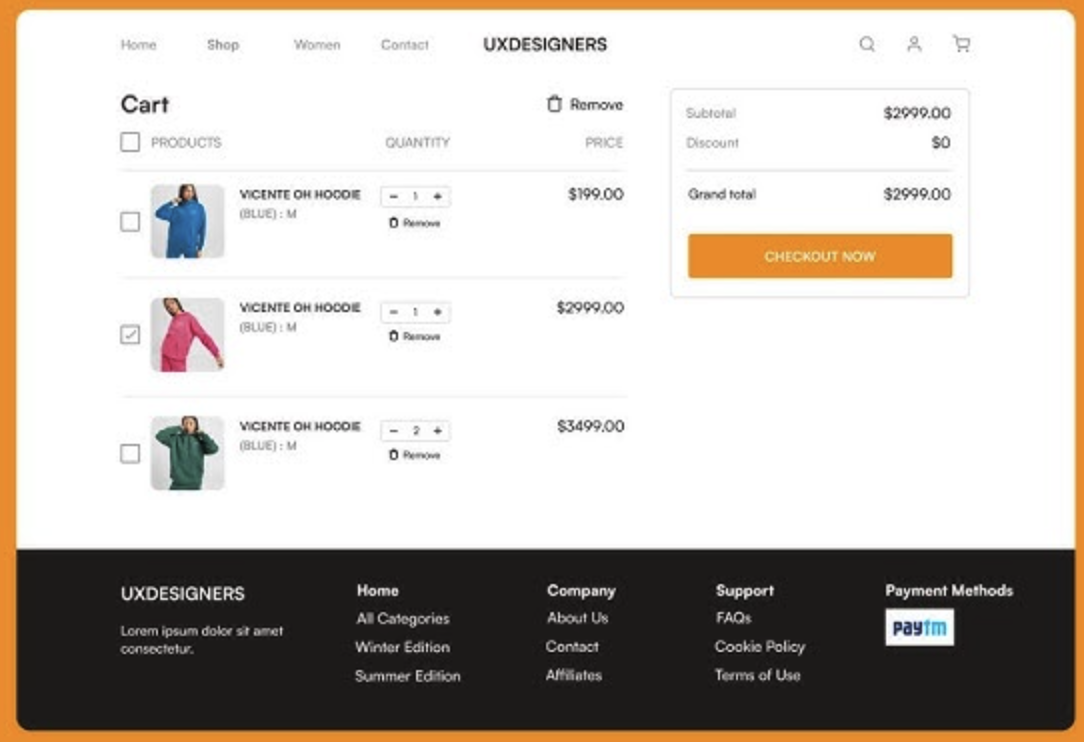 Home Shop Women Contact UXDESIGNERS
Cart
Remove
PRODUCTS QUANTITY PRICE
VICENTE OH HOODIE
(BLUE) : M
− 1 +
Remove
$199.00
VICENTE OH HOODIE
(BLUE) : M
− 1 +
Remove
$2999.00
VICENTE OH HOODIE
(BLUE) : M
− 2 +
Remove
$3499.00
Subtotal $2999.00
Discount $0
Grand total $2999.00
CHECKOUT NOW
UXDESIGNERS
Lorem ipsum dolor sit amet
consectetur.
Home
All Categories
Winter Edition
Summer Edition
Company
About Us
Contact
Affiliates
Support
FAQs
Cookie Policy
Terms of Use
Payment Methods
paytm